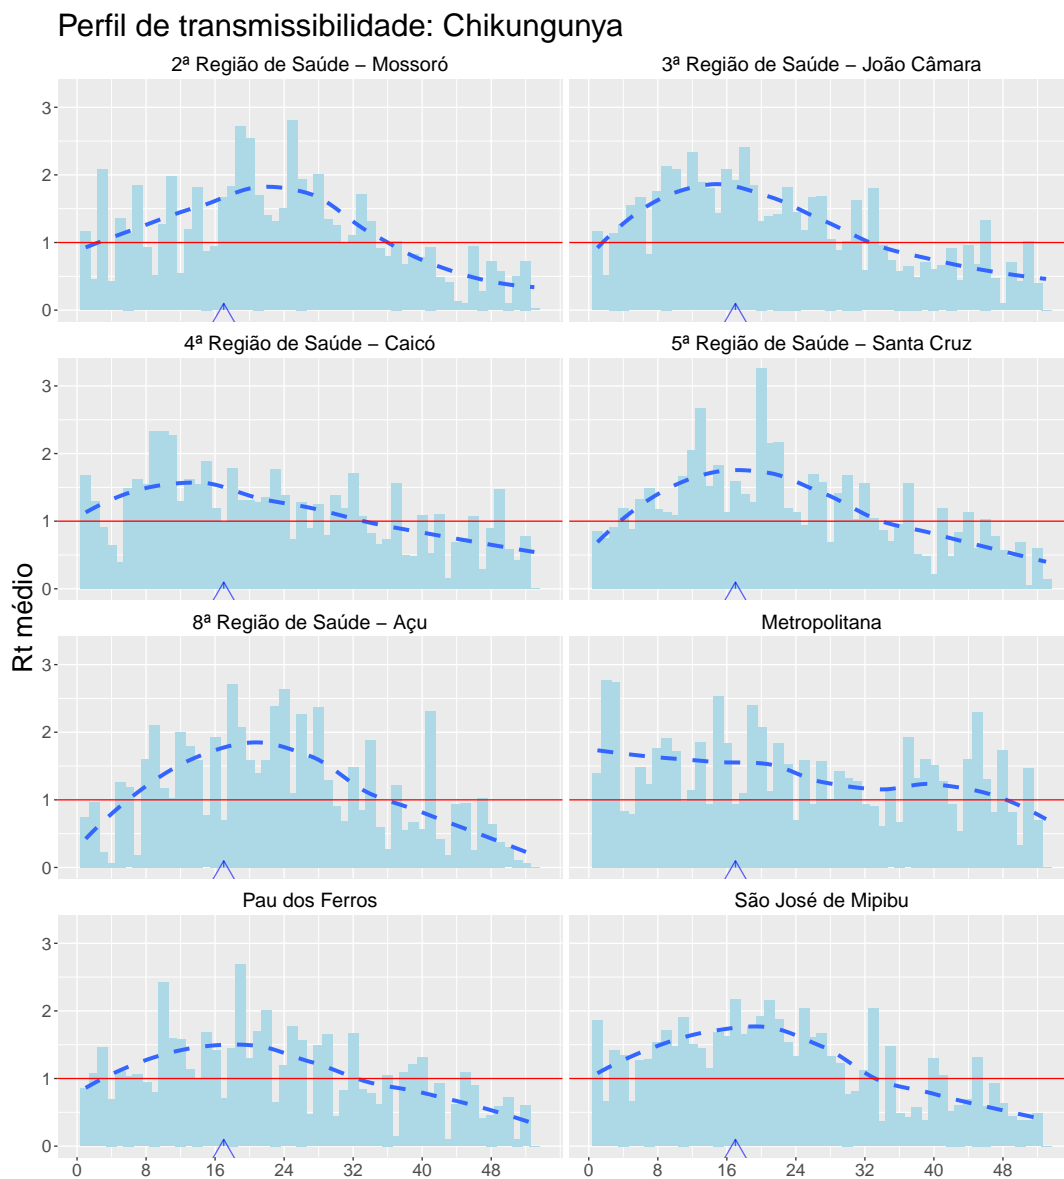 Perfil de transmissibilidade: Chikungunya
2ª Região de Saúde – Mossoró
3ª Região de Saúde – João Câmara
3
2
1
0
4ª Região de Saúde – Caicó
5ª Região de Saúde – Santa Cruz
3
2
1
0
Rt médio
8ª Região de Saúde – Açu
Metropolitana
3
2
1
0
Pau dos Ferros
São José de Mipibu
3
2
1
0
0 8 16 24 32 40 48
0 8 16 24 32 40 48